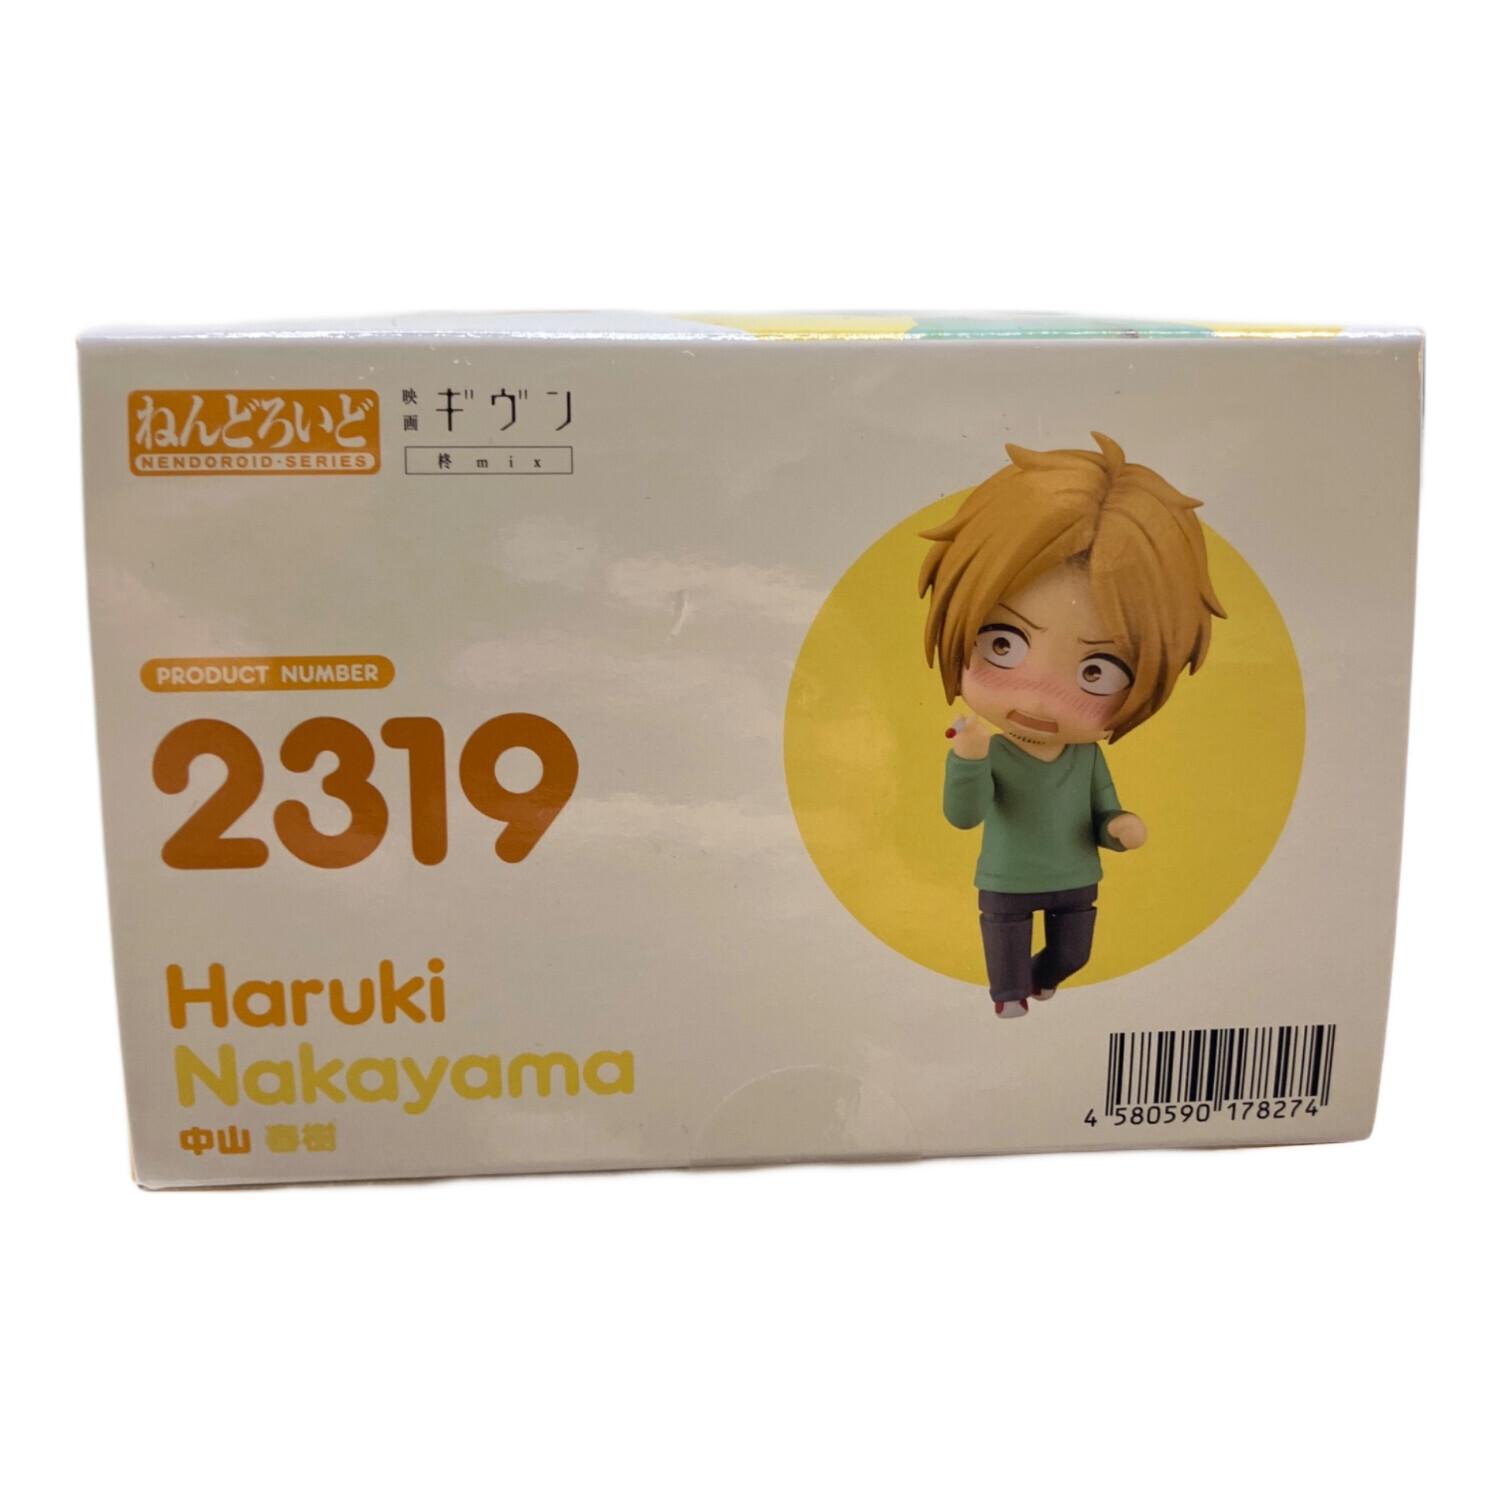 ねんどろいど
NENDOROID·SERIES
映画 ギヴン
柊mix
PRODUCT NUMBER
2319
Haruki
Nakayama
中山 春樹
4 580590 178274